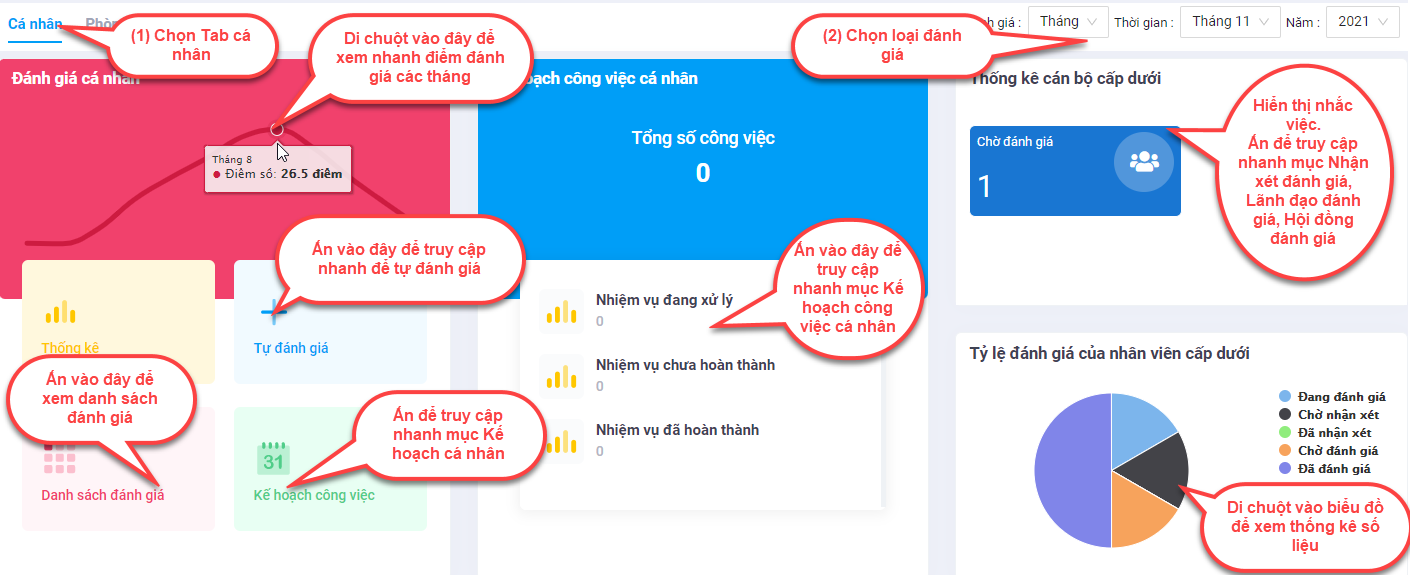 Cá nhân
Phòn
(1) Chọn Tab cá
nhân
Di chuột vào đây để
xem nhanh điểm đánh
giá các tháng
(2) Chọn loại đánh
giá
h giá :
Tháng
Thời gian :
Tháng 11
Năm :
2021
Đánh giá cá nhân
Tháng 8
Điểm số: 26.5 điểm
Ấn vào đây để truy cập
nhanh để tự đánh giá
Thống kê
Tự đánh giá
Ấn vào đây để
xem danh sách
đánh giá
Danh sách đánh giá
Ấn để truy cập
nhanh mục Kế
hoạch cá nhân
31
Kế hoạch công việc
oạch công việc cá nhân
Tổng số công việc
0
Ấn vào đây để
truy cập
nhanh mục Kế
hoạch công
việc cá nhân
Nhiệm vụ đang xử lý
0
Nhiệm vụ chưa hoàn thành
0
Nhiệm vụ đã hoàn thành
0
Thống kê cán bộ cấp dưới
Chờ đánh giá
1
Hiển thị nhắc
việc.
Ấn để truy cập
nhanh mục Nhận
xét đánh giá,
Lãnh đạo đánh
giá, Hội đồng
đánh giá
Tỷ lệ đánh giá của nhân viên cấp dưới
Đang đánh giá
Chờ nhận xét
Đã nhận xét
Chờ đánh giá
Đã đánh giá
Di chuột vào biểu đồ
để xem thống kê số
liệu